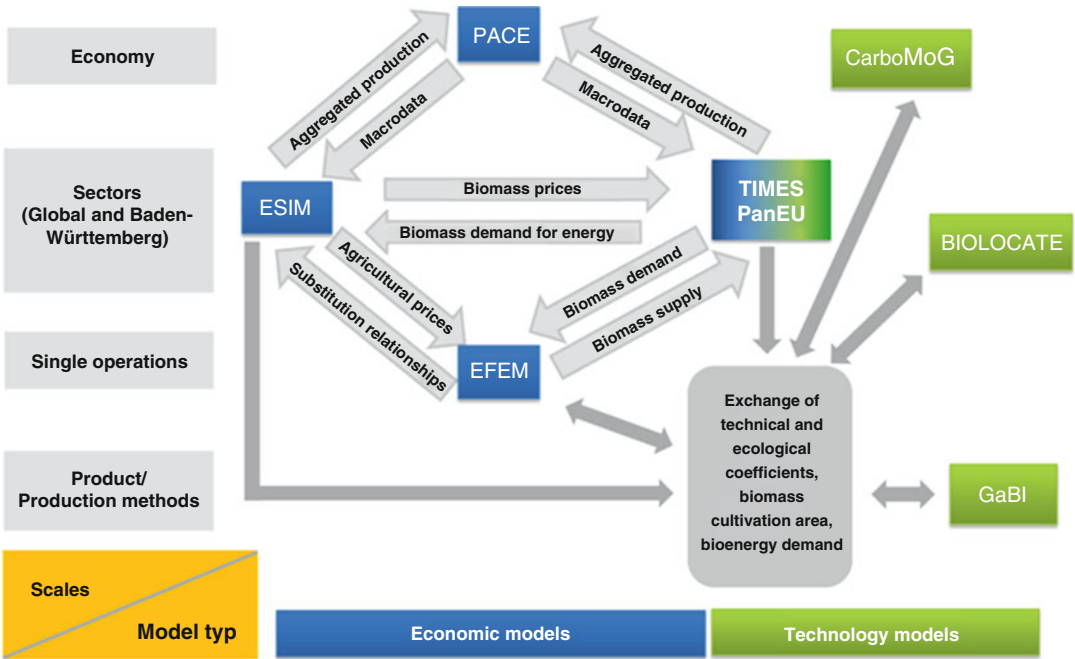 Economy
Sectors
(Global and Baden-
Württemberg)
Single operations
Product/
Production methods
Scales
Model typ
PACE
Aggregated production
Macrodata
Aggregated production
Macrodata
ESIM
Biomass prices
Biomass demand for energy
TIMES
PanEU
Agricultural prices
Substitution relationships
Biomass demand
Biomass supply
EFEM
CarboMoG
BIOLOCATE
GaBI
Exchange of
technical and
ecological
coefficients,
biomass
cultivation area,
bioenergy demand
Economic models
Technology models